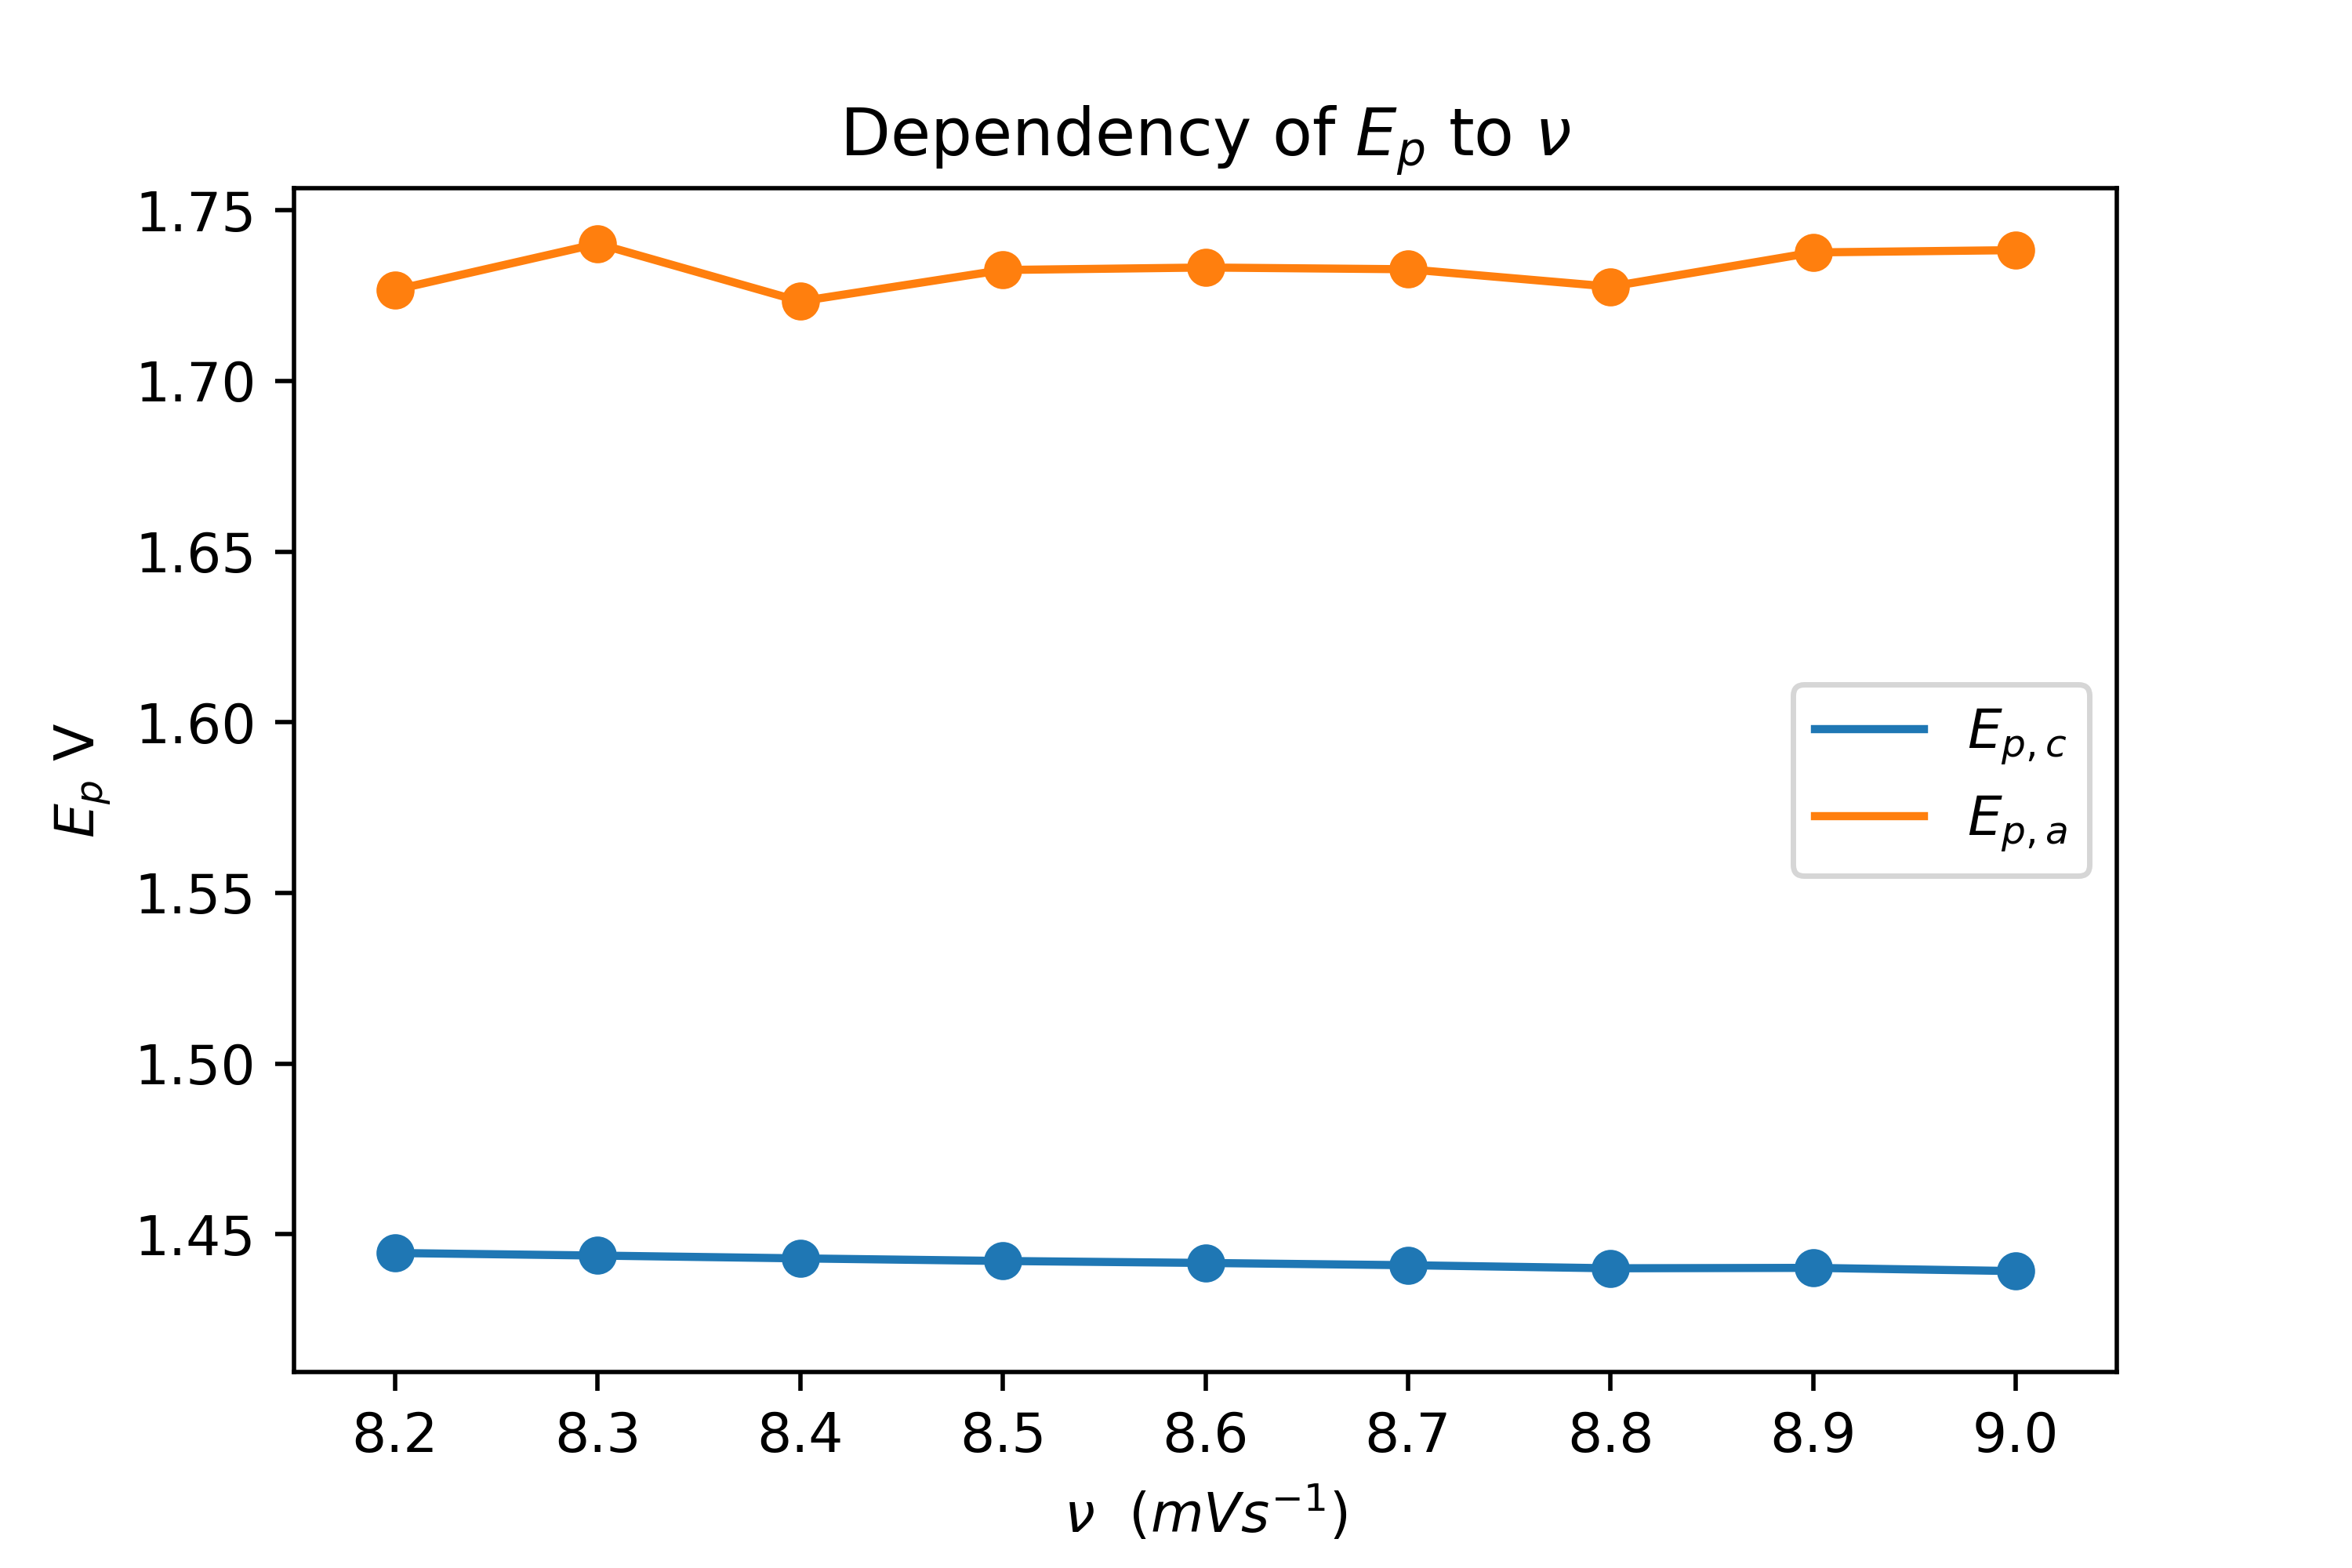 Dependency of $E_p$ to $\nu$
1.75
1.70
1.65
1.60
1.55
1.50
1.45
$E_p$ V
$E_{p,c}$
$E_{p,a}$
8.2 8.3 8.4 8.5 8.6 8.7 8.8 8.9 9.0
$\nu$ $(mVs^{-1})$